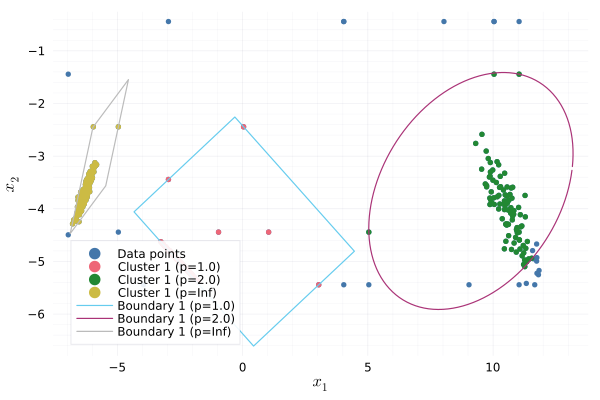 −1
−2
−3
−4
−5
−6
x2
Data points
Cluster 1 (p=1.0)
Cluster 1 (p=2.0)
Cluster 1 (p=Inf)
Boundary 1 (p=1.0)
Boundary 1 (p=2.0)
Boundary 1 (p=Inf)
−5 0 5 10
x1